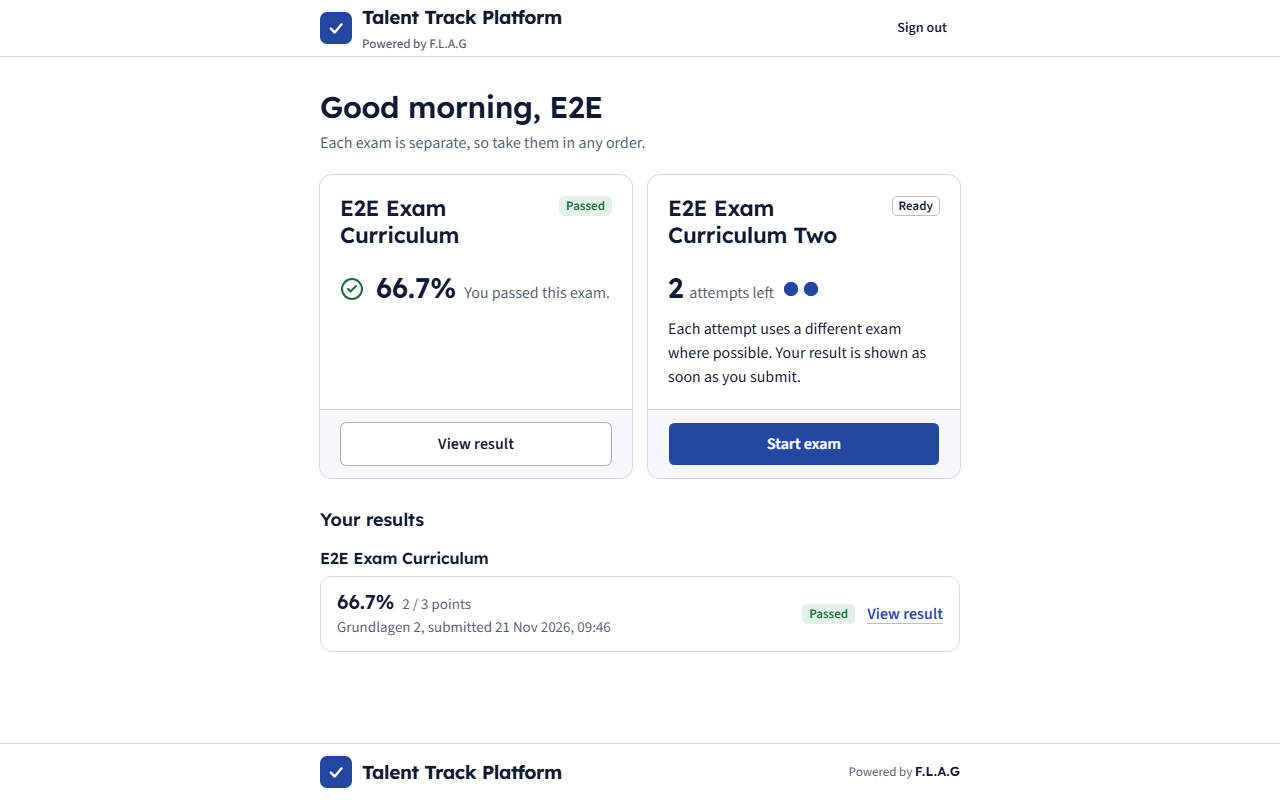 Talent Track Platform
Powered by F.L.A.G
Sign out
Good morning, E2E
Each exam is separate, so take them in any order.
E2E Exam
Curriculum
Passed
66.7% You passed this exam.
View result
E2E Exam
Curriculum Two
Ready
2 attempts left
Each attempt uses a different exam
where possible. Your result is shown as
soon as you submit.
Start exam
Your results
E2E Exam Curriculum
66.7% 2 / 3 points
Grundlagen 2, submitted 21 Nov 2026, 09:46
Passed
View result
Talent Track Platform
Powered by F.L.A.G